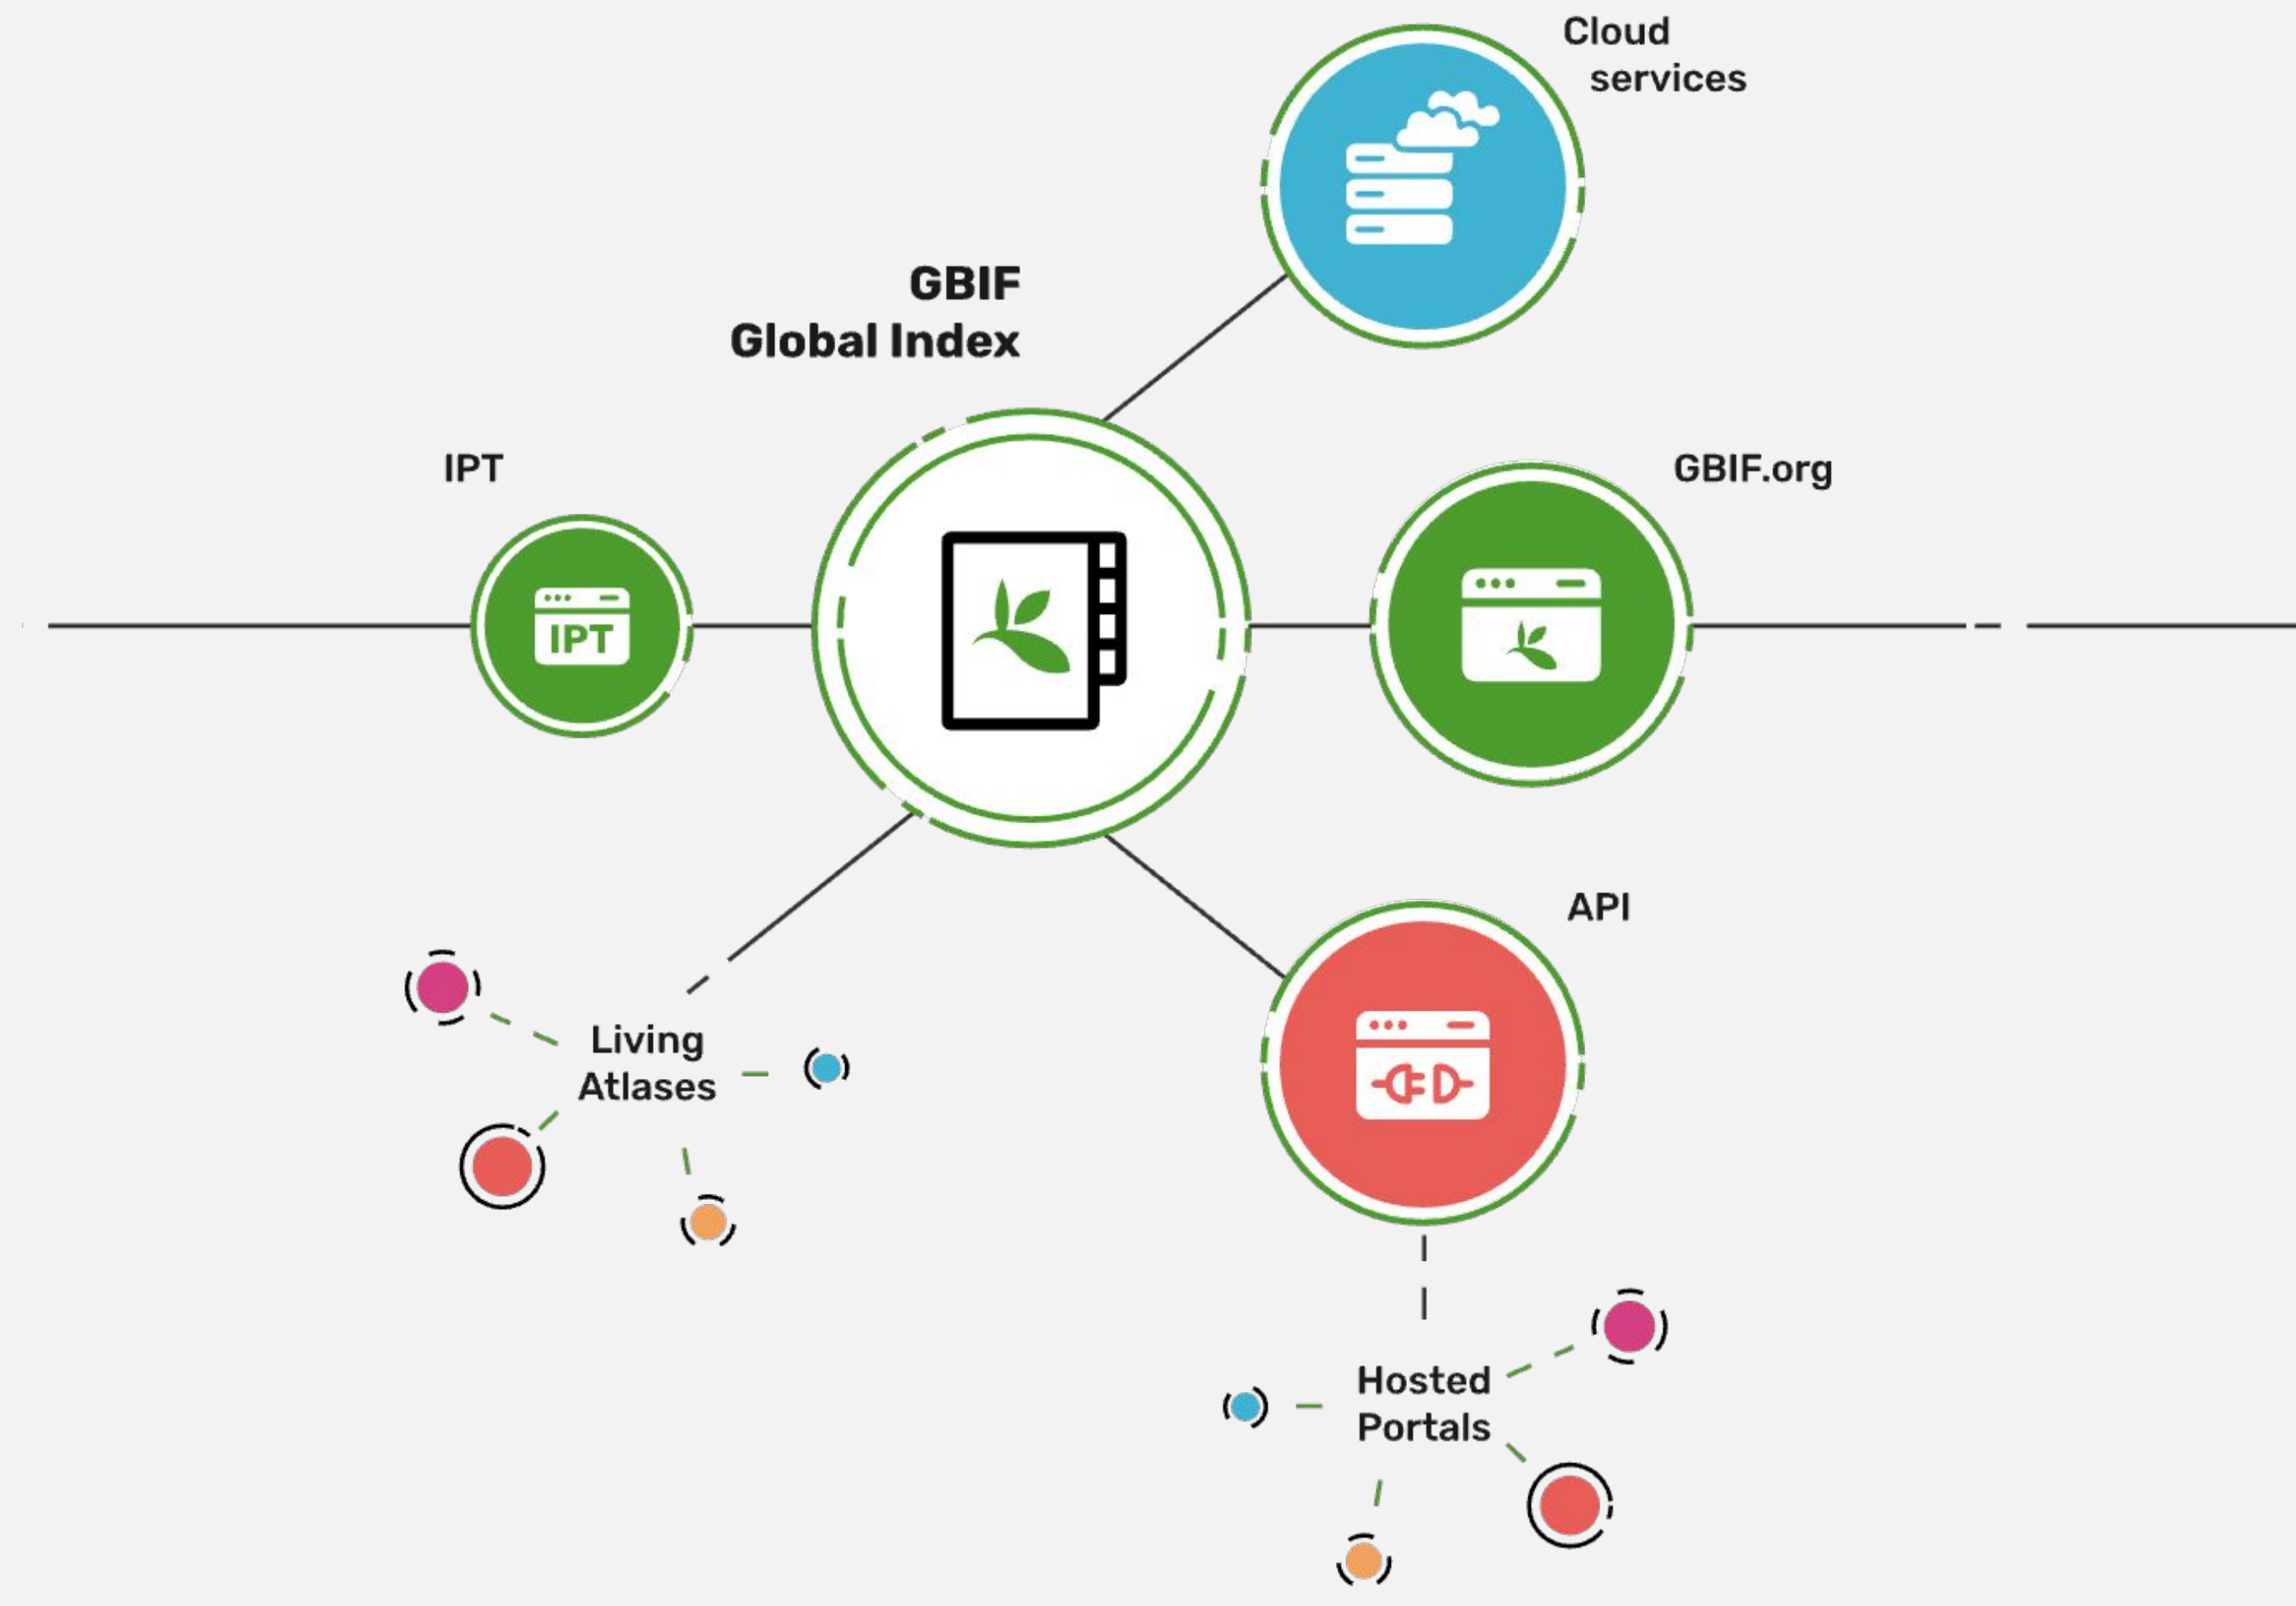 Cloud
services
GBIF
Global Index
IPT
GBIF.org
IPT
API
Living
Atlases
Hosted
Portals